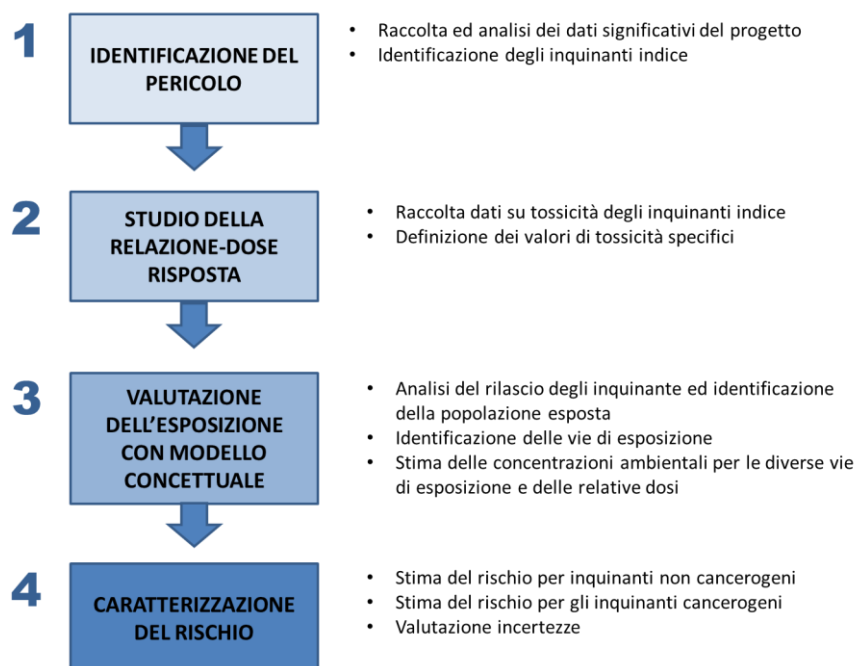 1
IDENTIFICAZIONE DEL
PERICOLO
• Raccolta ed analisi dei dati significativi del progetto
• Identificazione degli inquinanti indice
2
STUDIO DELLA
RELAZIONE-DOSE
RISPOSTA
• Raccolta dati su tossicità degli inquinanti indice
• Definizione dei valori di tossicità specifici
3
VALUTAZIONE
DELL’ESPOSIZIONE
CON MODELLO
CONCETTUALE
• Analisi del rilascio degli inquinante ed identificazione
della popolazione esposta
• Identificazione delle vie di esposizione
• Stima delle concentrazioni ambientali per le diverse vie
di esposizione e delle relative dosi
4
CARATTERIZZAZIONE
DEL RISCHIO
• Stima del rischio per inquinanti non cancerogeni
• Stima del rischio per gli inquinanti cancerogeni
• Valutazione incertezze